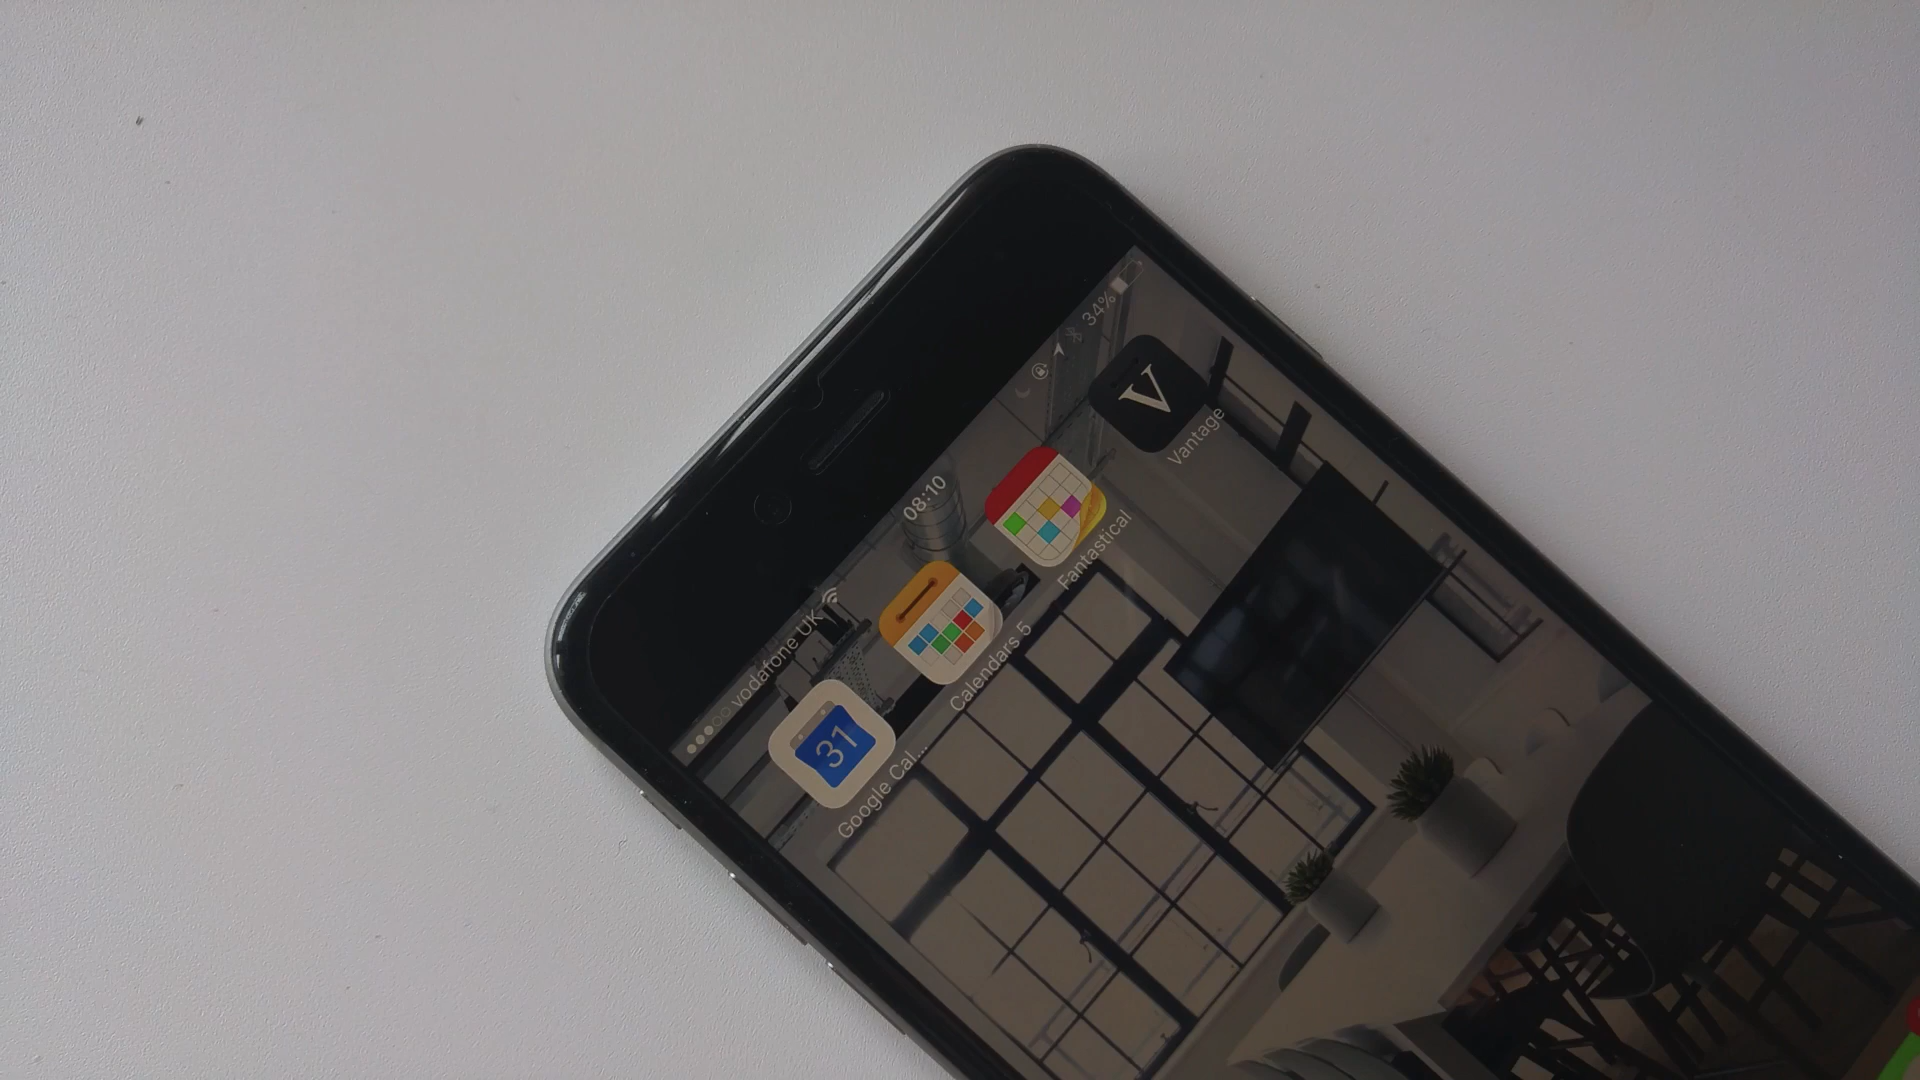 vodafone UK 08:10 34%
31
Google Cal...
Calendars 5
Fantastical
V
Vantage